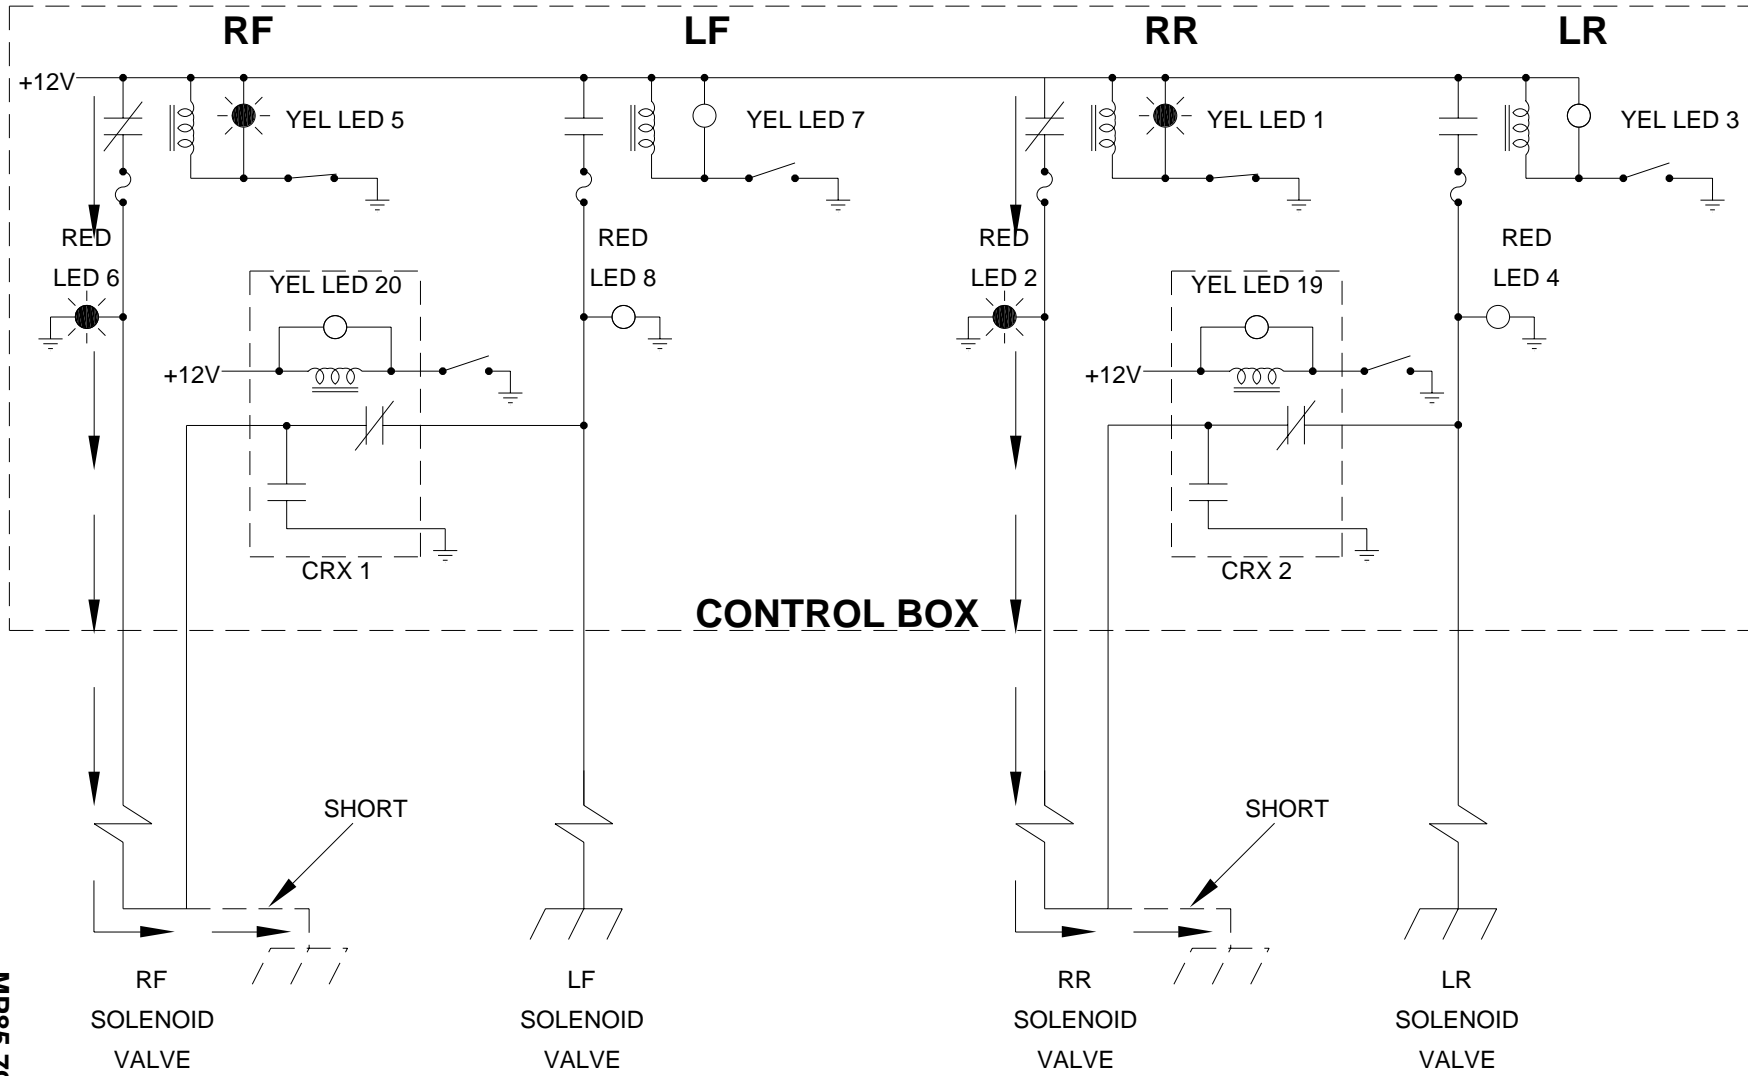 RF LF RR LR
+12V
YEL LED 5 YEL LED 7 YEL LED 1 YEL LED 3
RED RED RED RED
LED 6 LED 8 LED 2 LED 4
YEL LED 20 YEL LED 19
+12V +12V
CRX 1 CRX 2
CONTROL BOX
SHORT SHORT
RF LF RR LR
SOLENOID SOLENOID SOLENOID SOLENOID
VALVE VALVE VALVE VALVE